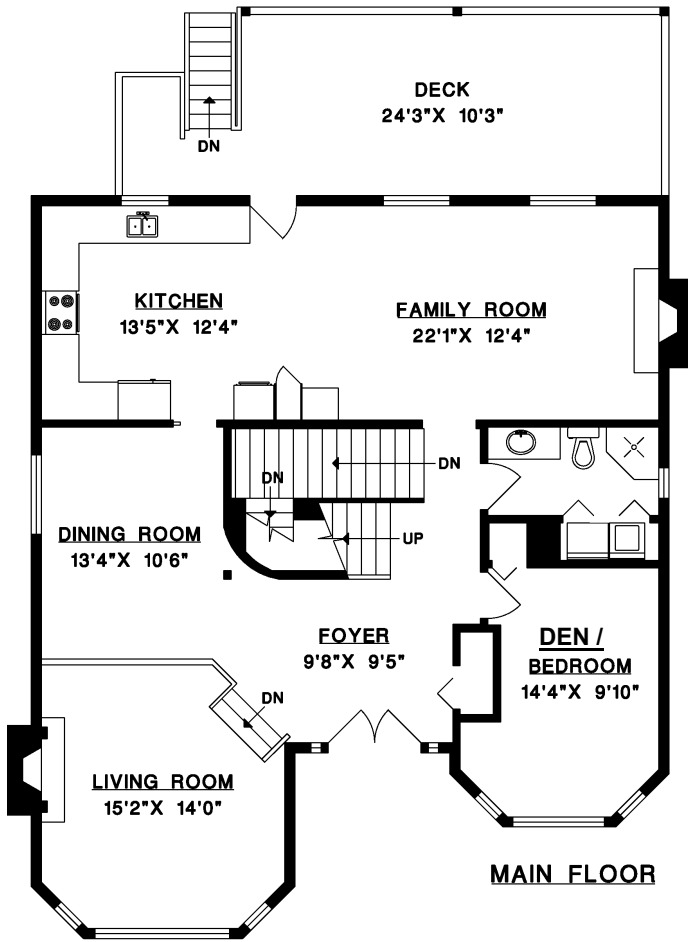 DECK
24'3"X 10'3"
DN
KITCHEN
13'5"X 12'4"
FAMILY ROOM
22'1"X 12'4"
DN
DN
DINING ROOM
13'4"X 10'6"
UP
FOYER
9'8"X 9'5"
DEN /
BEDROOM
14'4"X 9'10"
DN
LIVING ROOM
15'2"X 14'0"
MAIN FLOOR